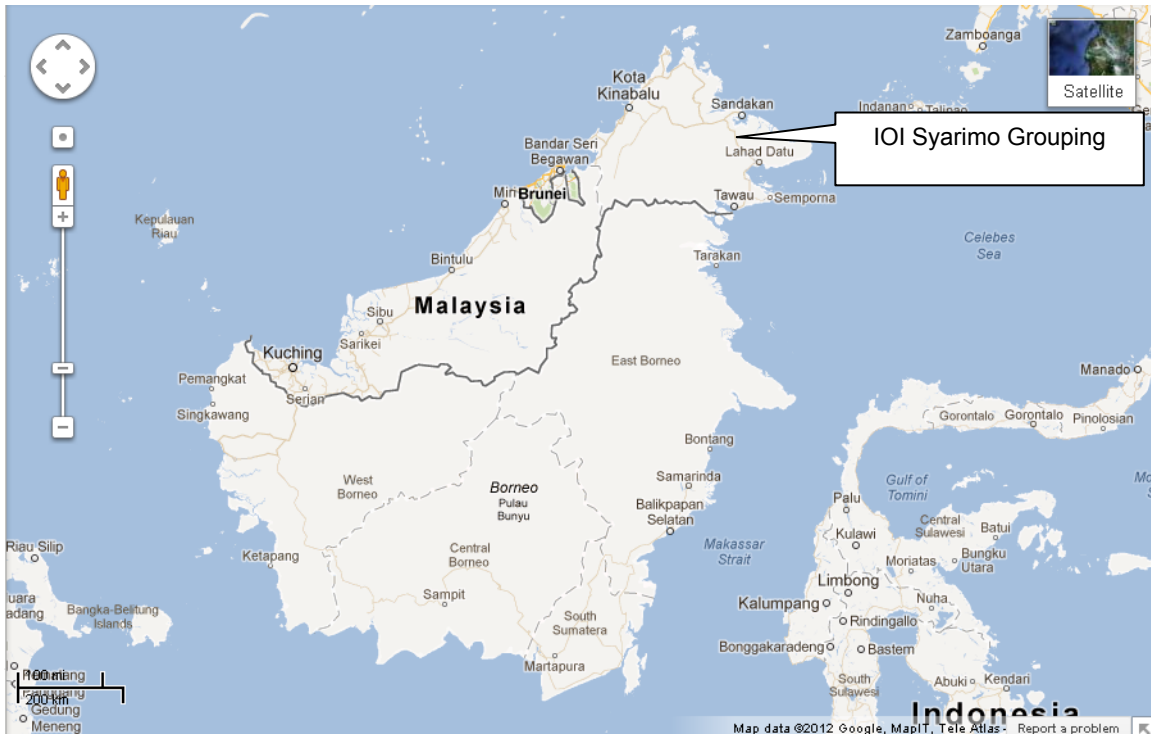 Zamboanga
Satellite
Kota
Kinabalu
Sandakan
Indanan
IOI Syarimo Grouping
Bandar Seri
Begawan
Lahad Datu
Miri
Brunei
Tawau
Semporna
Kepulauan
Riau
Celebes
Sea
Bintulu
Tarakan
Malaysia
Sibu
Sarikei
Kuching
East Borneo
Manado
Pemangkat
Serian
Singkawang
Gorontalo
Gorontalo
Pinolosian
Bontang
West
Borneo
Borneo
Pulau
Bunyu
Samarinda
Gulf of
Tomini
Palu
Balikpapan
Selatan
Central
Sulawesi
Batui
Kulawi
Riau Silip
Ketapang
Central
Borneo
Makassar
Strait
Moriatas
Bungku
Utara
Limbong
Sampit
Kalumpang
Nuha
Bangka-Belitung
Islands
South
Sumatera
Rindingallo
Bonggakaradeng
Bastem
Martapura
100 mi
200 km
South
Sulawesi
Abuki
Kendari
Gedung
Meneng
Indonesia
Map data ©2012 Google, MapIT, Tele Atlas - Report a problem